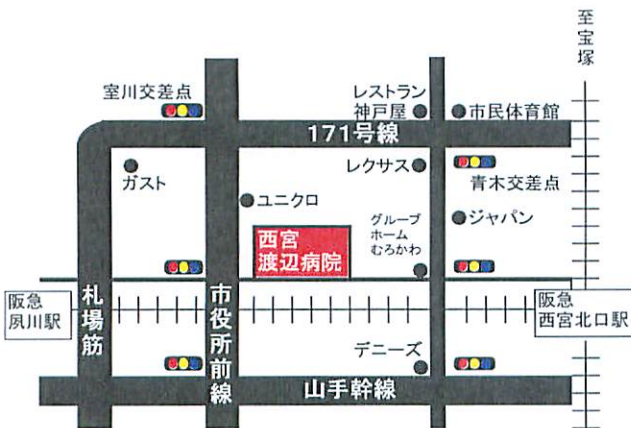 至宝塚
室川交差点
レストラン
神戸屋
市民体育館
171号線
ガスト
レクサス
青木交差点
ユニクロ
グループ
ホーム
むろかわ
ジャパン
西宮
渡辺病院
阪急
夙川駅
札場筋
市役所前線
阪急
西宮北口駅
デニーズ
山手幹線